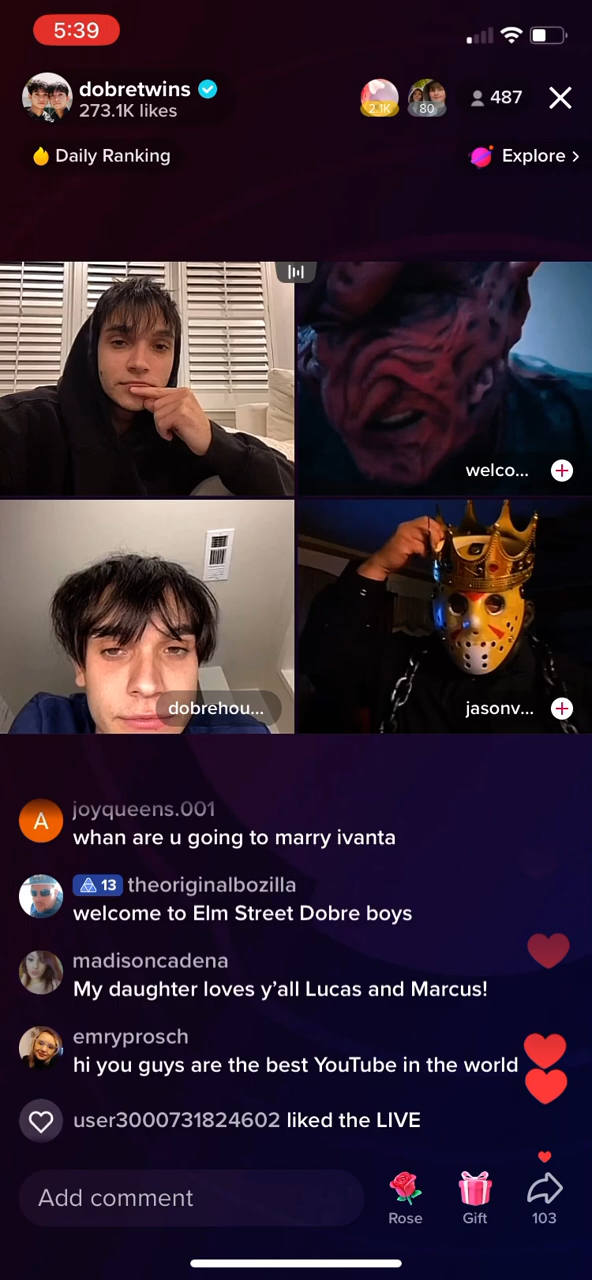 5:39
dobretwins
273.1K likes
2.1K
80
487
Daily Ranking
Explore >
welco...
dobrehou...
jasonv...
A
joyqueens.001
whan are u going to marry ivanta
13 theoriginalbozilla
welcome to Elm Street Dobre boys
madisoncadena
My daughter loves y’all Lucas and Marcus!
emryprosch
hi you guys are the best YouTube in the world
user3000731824602 liked the LIVE
Add comment
Rose
Gift
103